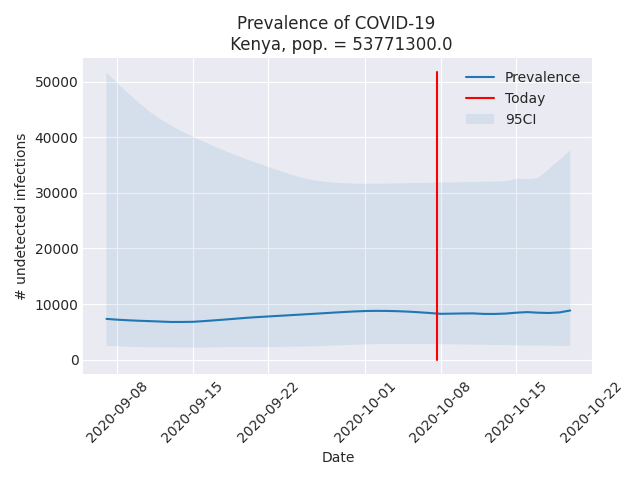 Prevalence of COVID-19
Kenya, pop. = 53771300.0
Prevalence
Today
95CI
50000
40000
30000
20000
10000
0
# undetected infections
2020-09-08
2020-09-15
2020-09-22
2020-10-01
2020-10-08
2020-10-15
2020-10-22
Date